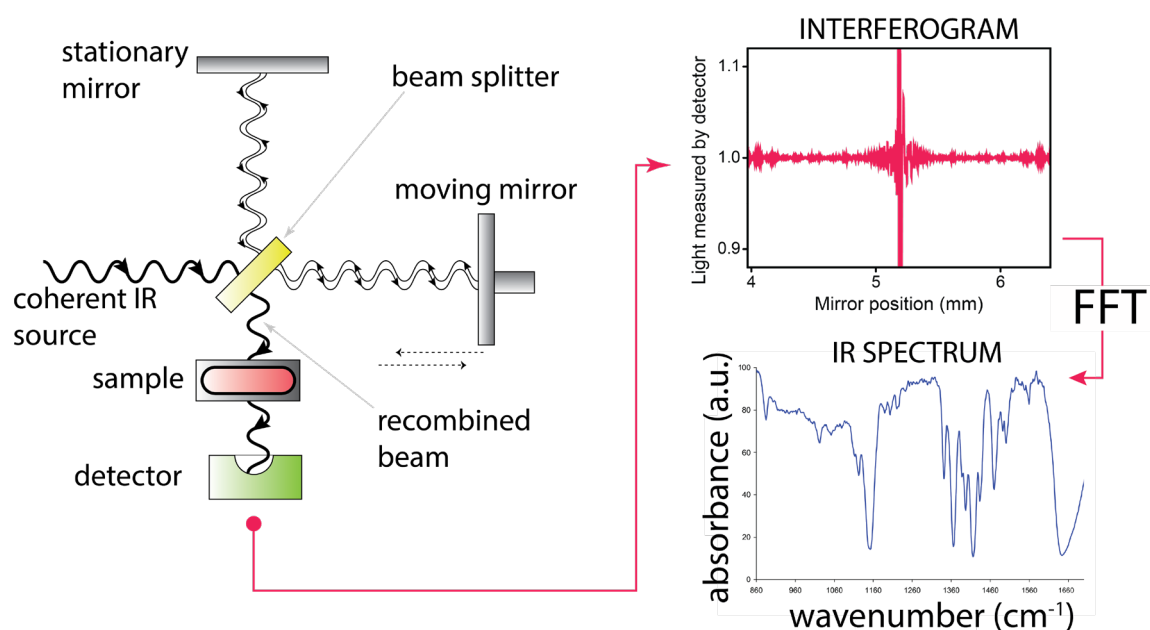 stationary
mirror
beam splitter
moving mirror
coherent IR
source
sample
recombined
beam
detector
INTERFEROGRAM
Light measured by detector
1.1
1.0
0.9
4
5
6
Mirror position (mm)
FFT
IR SPECTRUM
absorbance (a.u.)
100
80
60
40
20
0
860
960
1060
1160
1260
1360
1460
1560
1660
wavenumber (cm⁻¹)